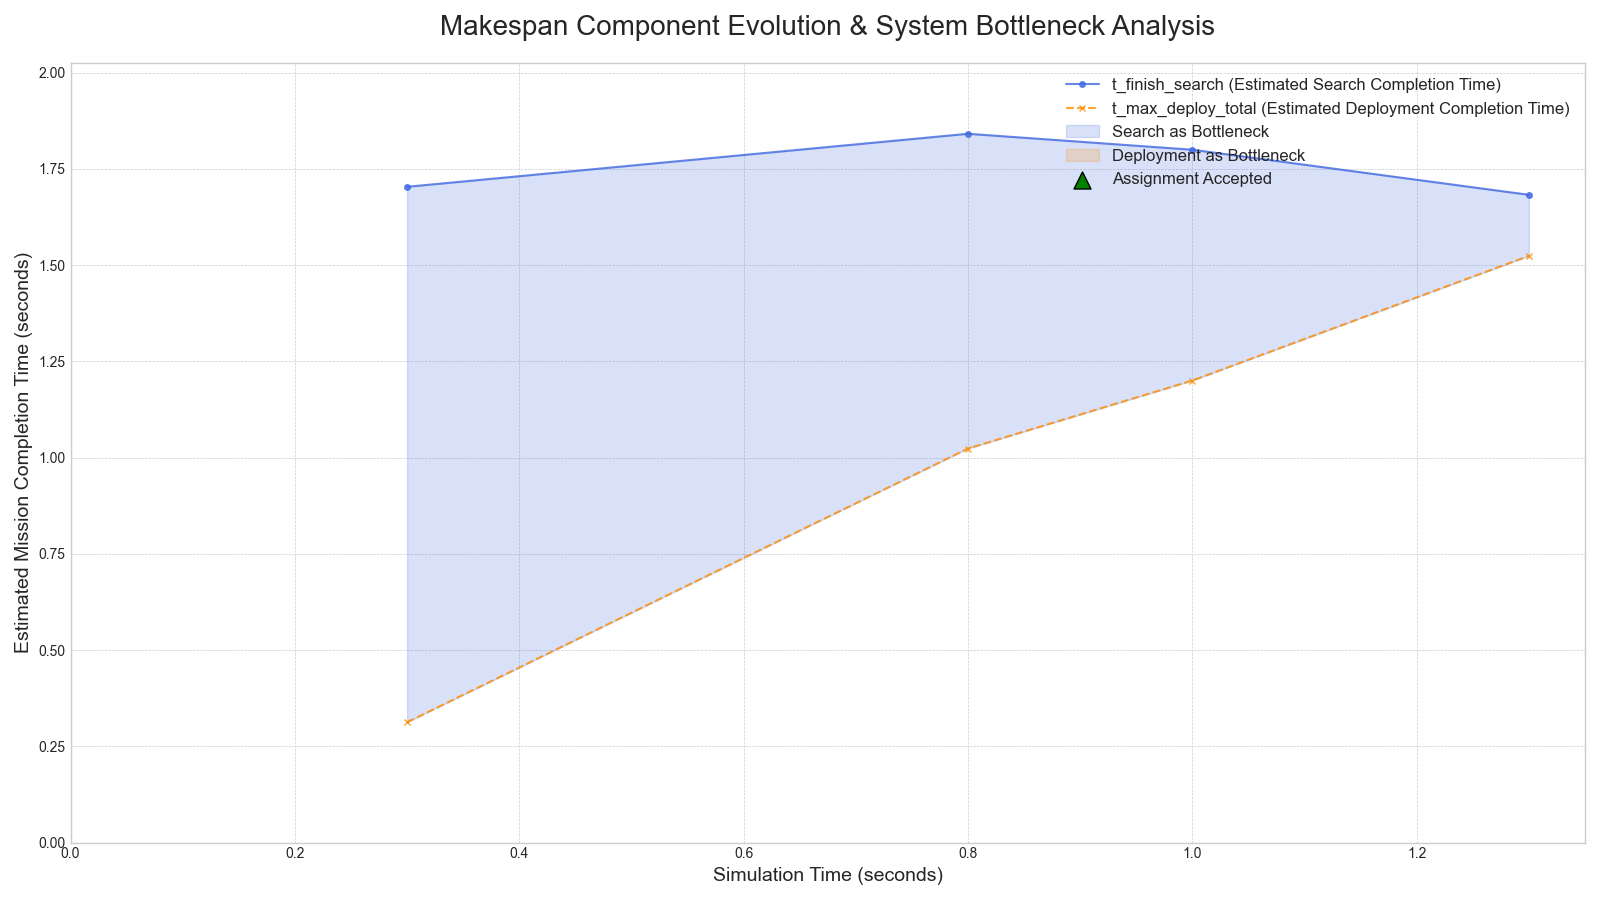 Makespan Component Evolution & System Bottleneck Analysis
t_finish_search (Estimated Search Completion Time)
t_max_deploy_total (Estimated Deployment Completion Time)
Search as Bottleneck
Deployment as Bottleneck
Assignment Accepted
Estimated Mission Completion Time (seconds)
2.00
1.75
1.50
1.25
1.00
0.75
0.50
0.25
0.00
0.0
0.2
0.4
0.6
0.8
1.0
1.2
Simulation Time (seconds)